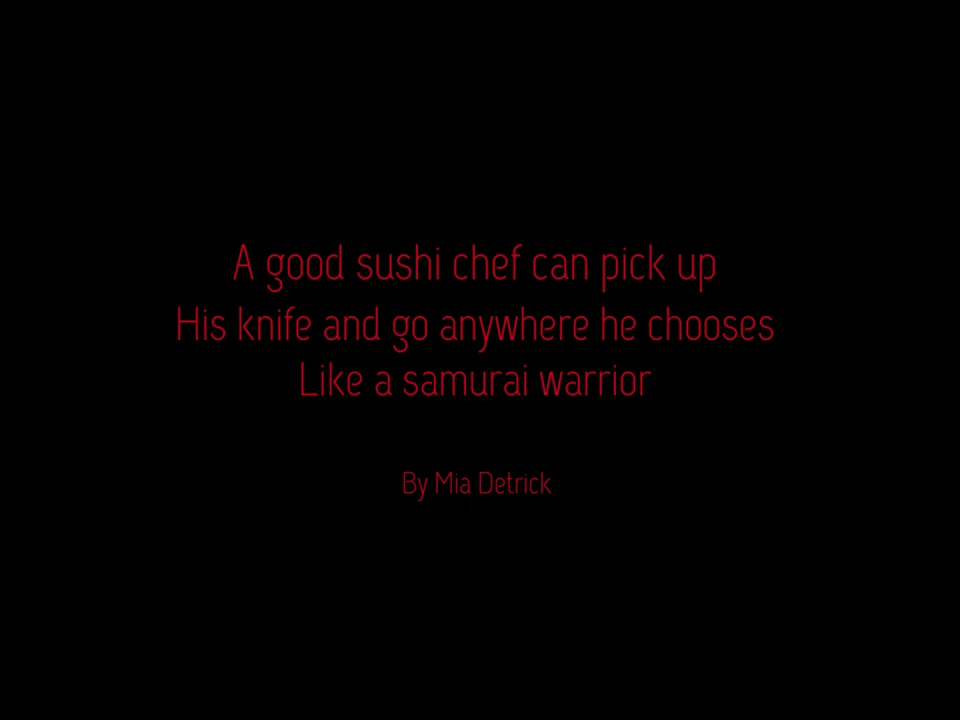 A good sushi chef can pick up
His knife and go anywhere he chooses
Like a samurai warrior
By Mia Detrick